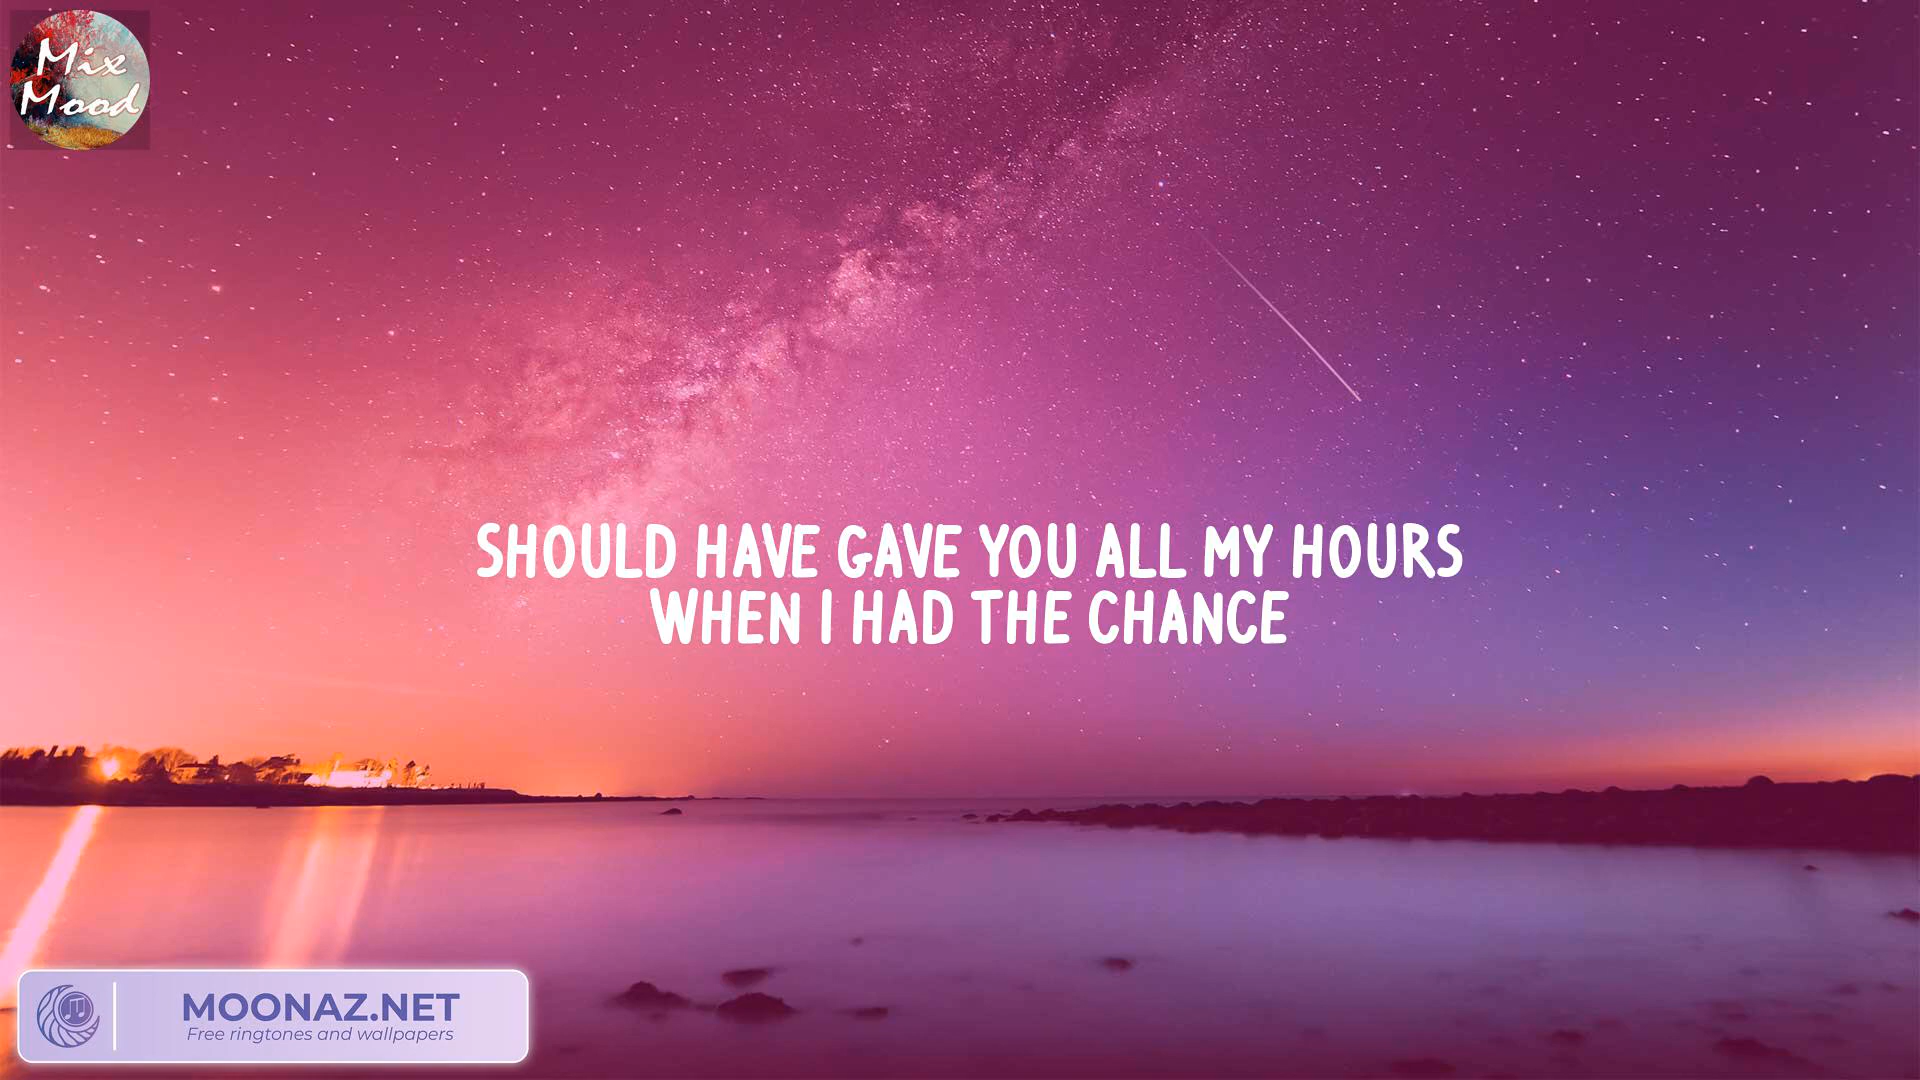 Mix
Mood
SHOULD HAVE GAVE YOU ALL MY HOURS
WHEN I HAD THE CHANCE
MOONAZ.NET
Free ringtones and wallpapers